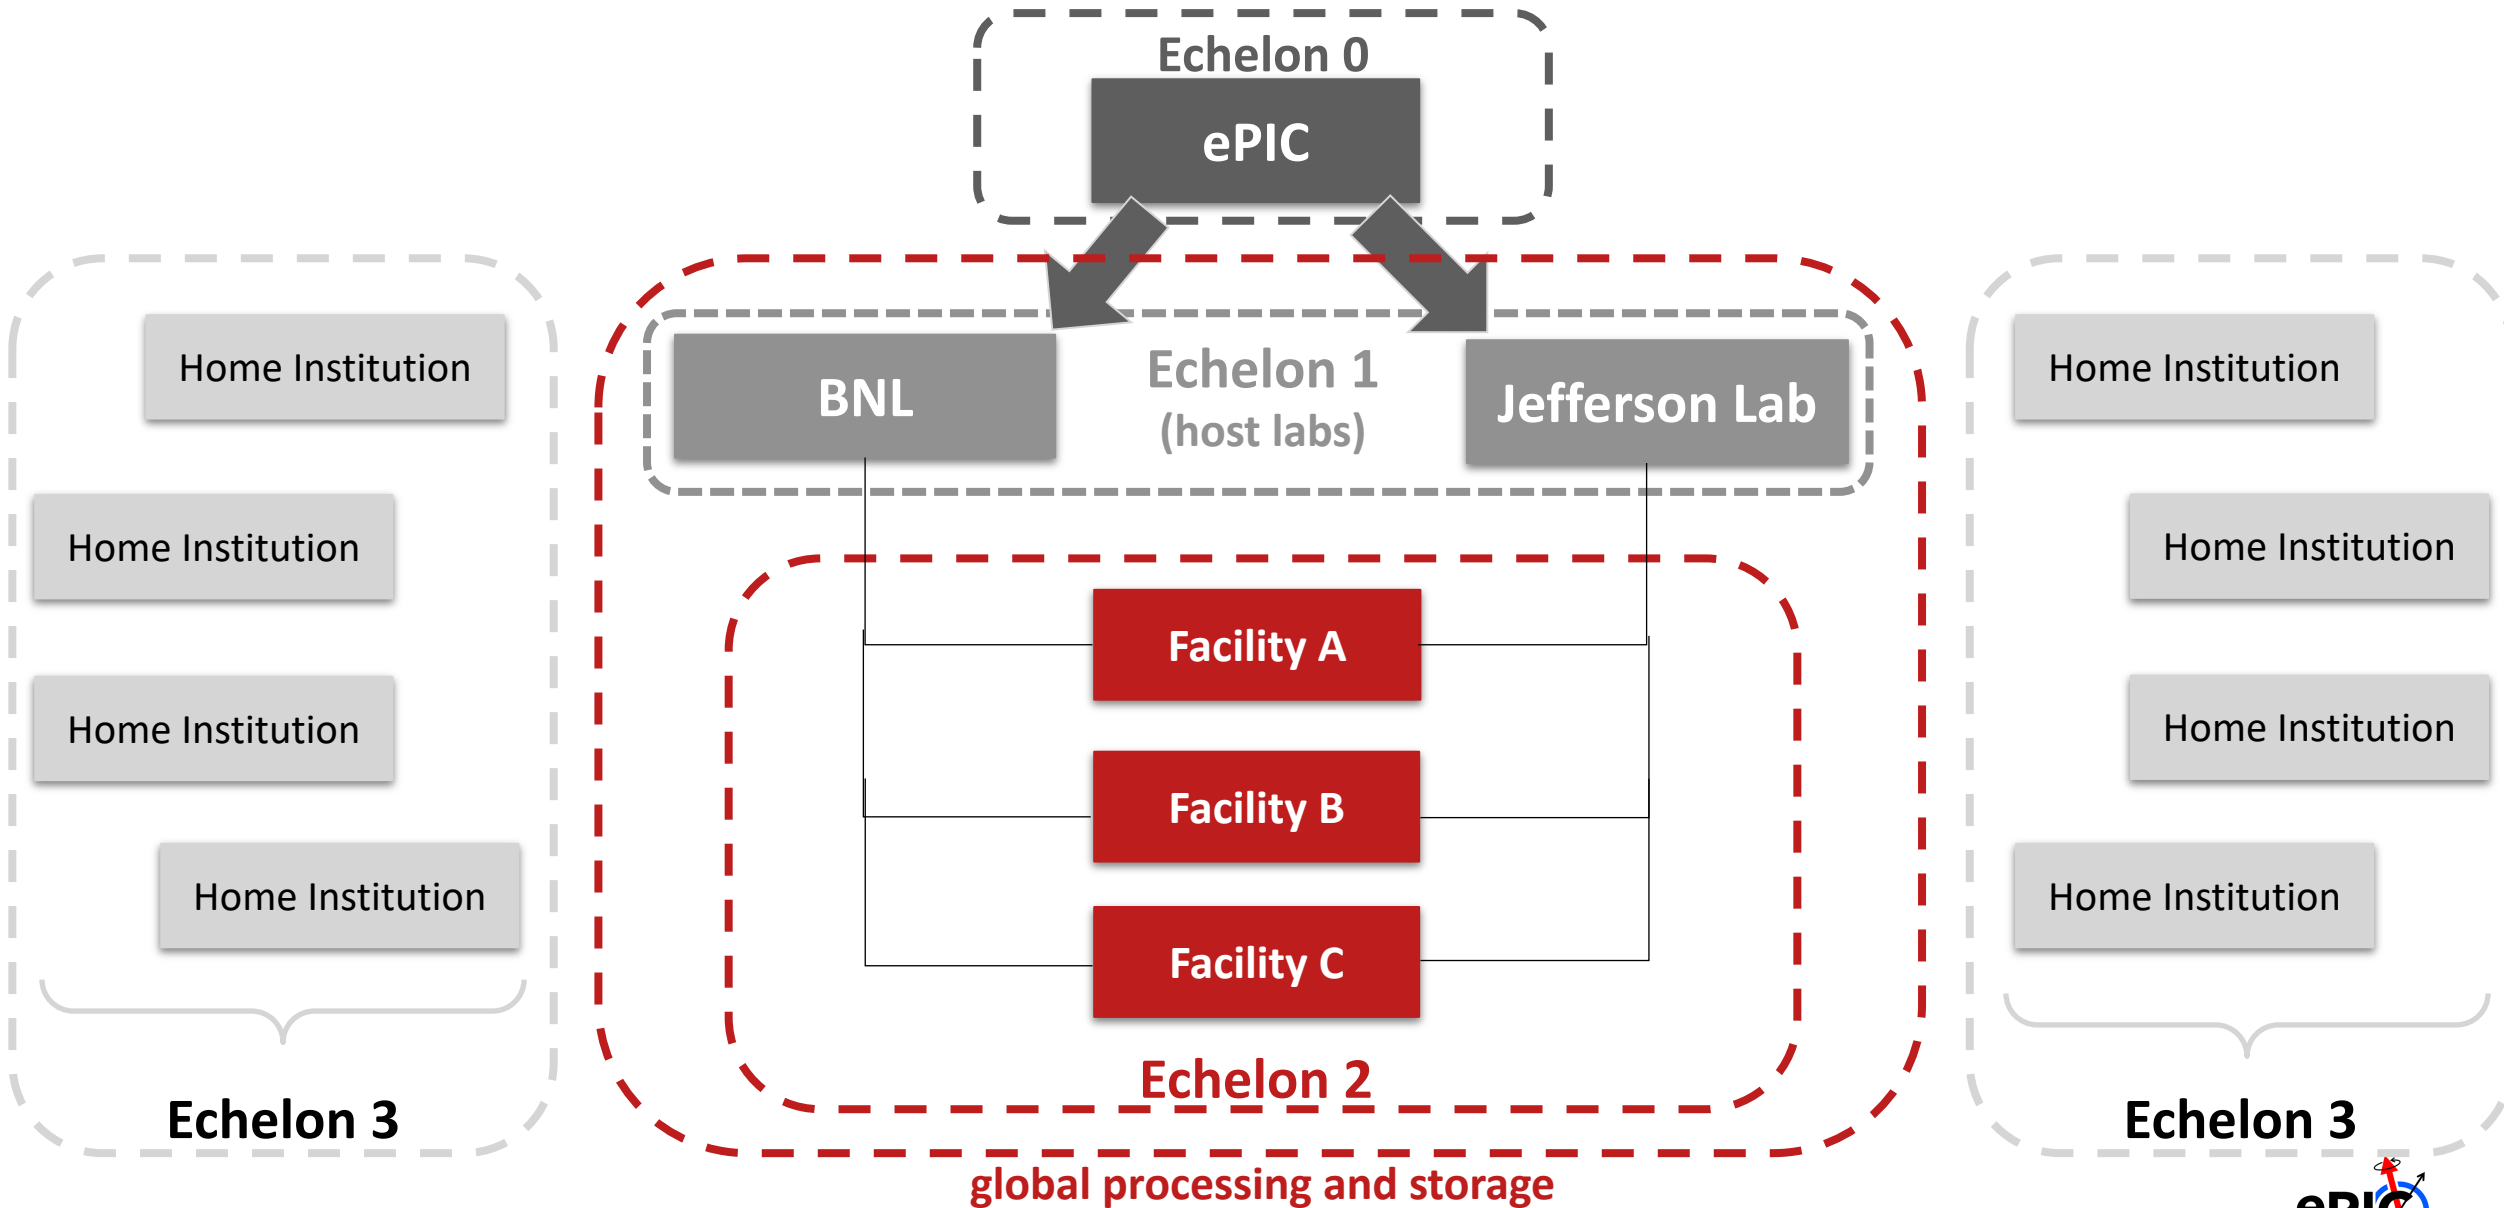 Echelon 0
ePIC
BNL
Echelon 1
(host labs)
Jefferson Lab
Home Institution
Home Institution
Home Institution
Home Institution
Echelon 3
Facility A
Facility B
Facility C
Echelon 2
global processing and storage
Home Institution
Home Institution
Home Institution
Home Institution
Echelon 3
ePIC